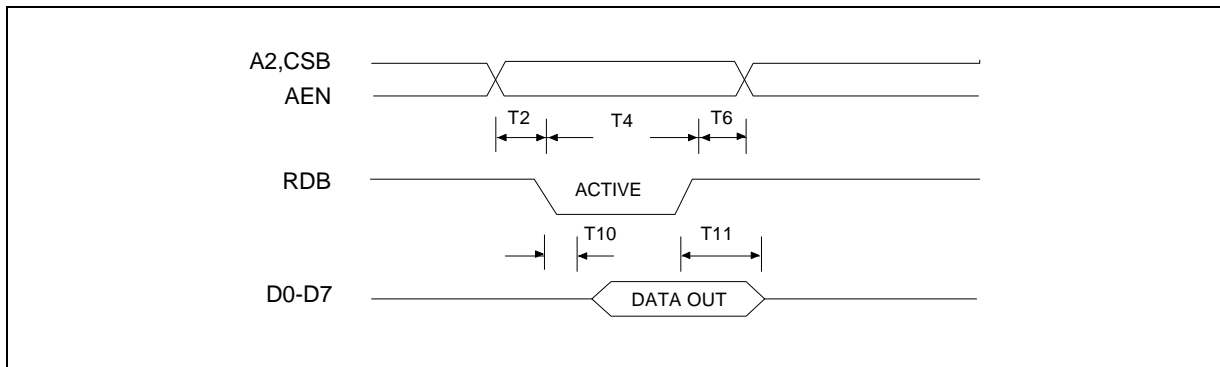 A2,CSB
AEN
T2
T4
T6
RDB
ACTIVE
T10
T11
D0-D7
DATA OUT